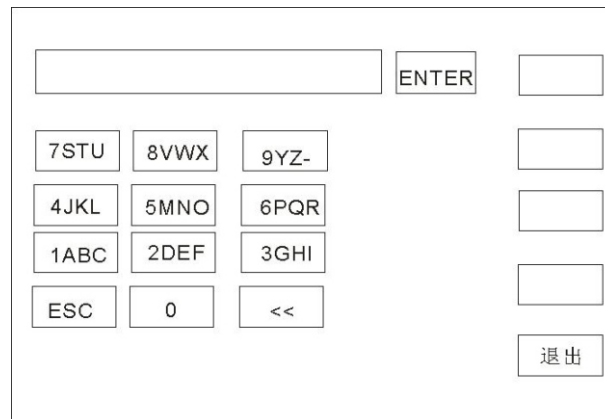 ENTER
7STU 8VWX 9YZ-
4JKL 5MNO 6PQR
1ABC 2DEF 3GHI
ESC 0 <<
退出